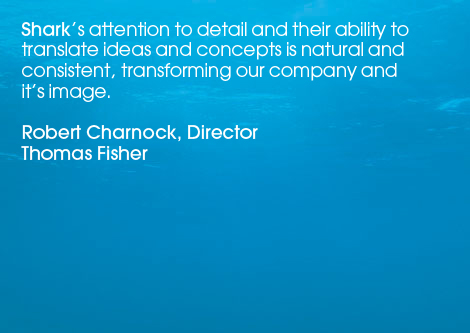 Shark's attention to detail and their ability to
translate ideas and concepts is natural and
consistent, transforming our company and
it's image.
Robert Charnock, Director
Thomas Fisher